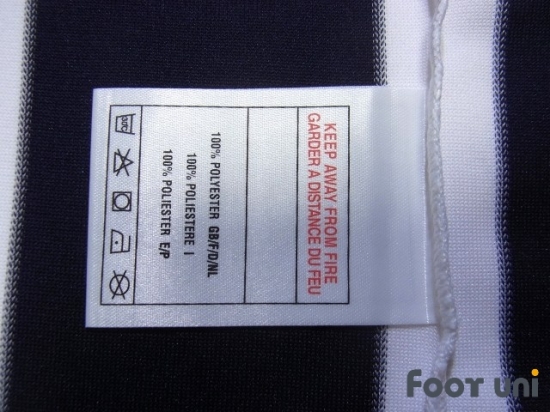 KEEP AWAY FROM FIRE
GARDER A DISTANCE DU FEU
100% POLYESTER GB/F/D/NL
100% POLIESTERE I
100% POLIESTER E/P
Foot uni